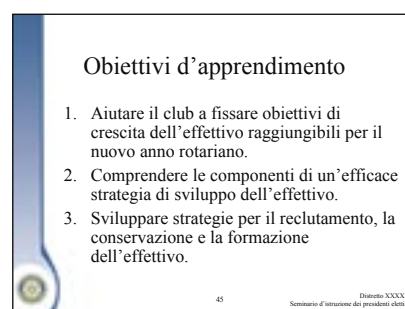 Obiettivi d'apprendimento
1. Aiutare il club a fissare obiettivi di
crescita dell'effettivo raggiungibili per il
nuovo anno rotariano.
2. Comprendere le componenti di un'efficace
strategia di sviluppo dell'effettivo.
3. Sviluppare strategie per il reclutamento, la
conservazione e la formazione
dell'effettivo.
45
Distretto XXXX
Seminario d'istruzione dei presidenti eletti